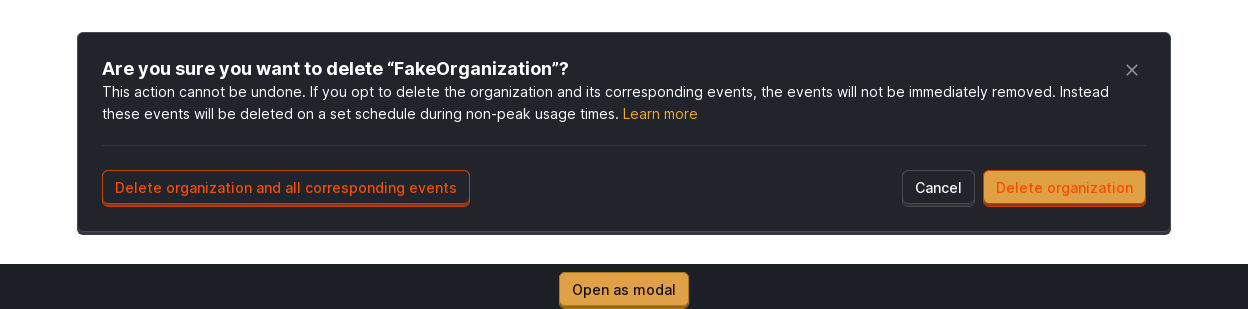 Are you sure you want to delete “FakeOrganization”?
This action cannot be undone. If you opt to delete the organization and its corresponding events, the events will not be immediately removed. Instead
these events will be deleted on a set schedule during non-peak usage times. Learn more
Delete organization and all corresponding events
Cancel
Delete organization
Open as modal